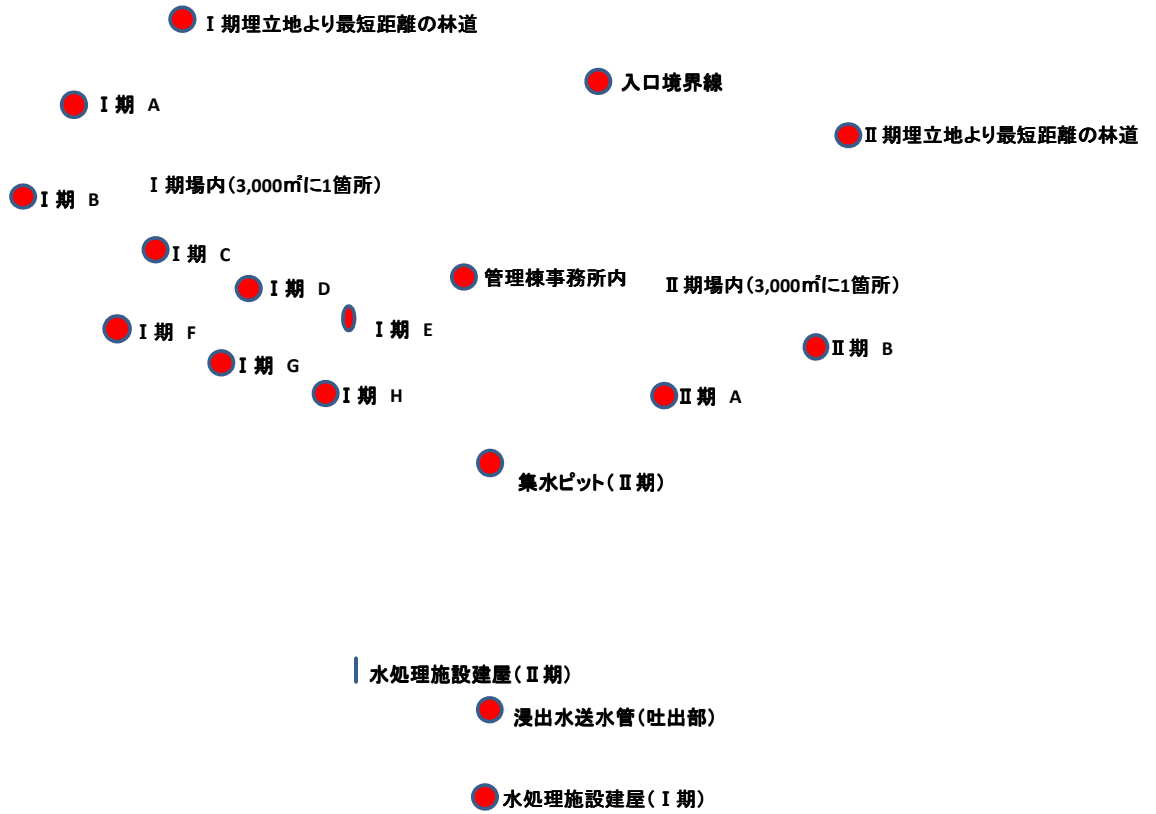 Ⅰ期埋立地より最短距離の林道
入口境界線
Ⅰ期 A
Ⅱ期埋立地より最短距離の林道
Ⅰ期場内(3,000㎡に1箇所)
Ⅰ期 B
Ⅰ期 C
管理棟事務所内
Ⅱ期場内(3,000㎡に1箇所)
Ⅰ期 D
Ⅰ期 F
Ⅰ期 E
Ⅱ期 B
Ⅰ期 G
Ⅰ期 H
Ⅱ期 A
集水ピット(Ⅱ期)
水処理施設建屋(Ⅱ期)
浸出水送水管(吐出部)
水処理施設建屋(Ⅰ期)